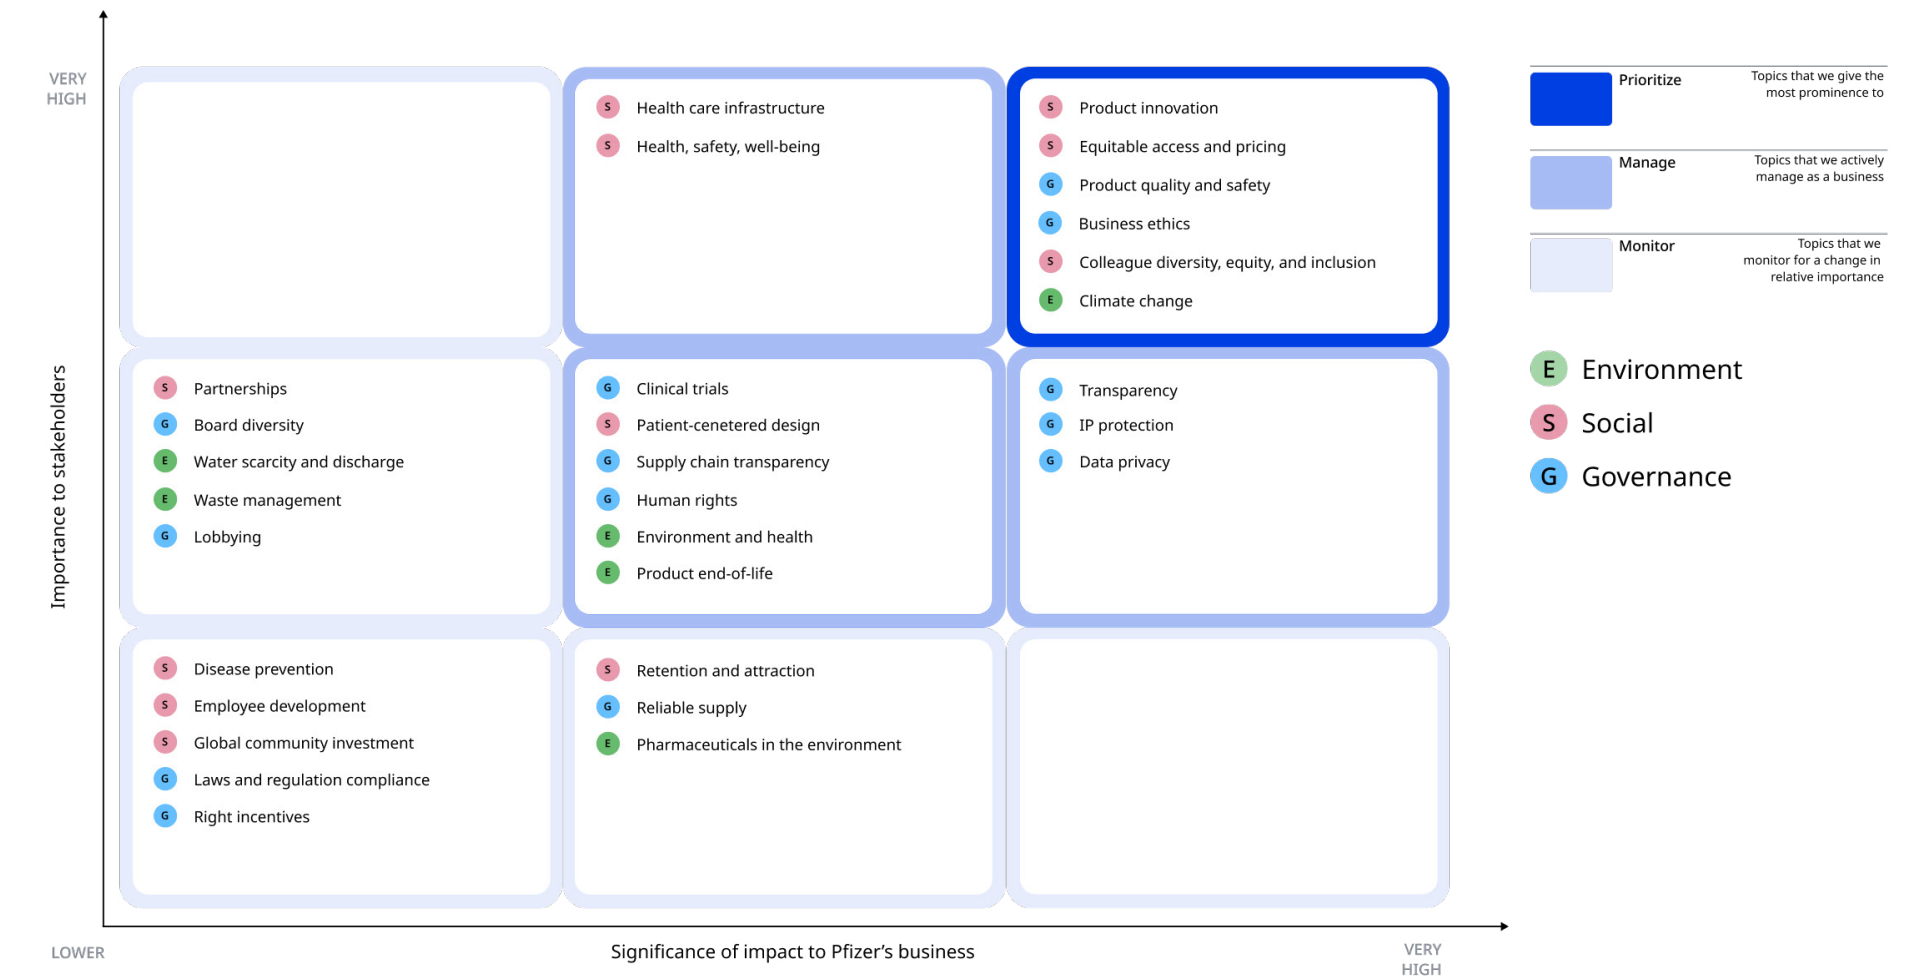 VERY
HIGH
S Health care infrastructure
S Health, safety, well-being
S Product innovation
S Equitable access and pricing
G Product quality and safety
G Business ethics
S Colleague diversity, equity, and inclusion
E Climate change
Importance to stakeholders
S Partnerships
G Board diversity
E Water scarcity and discharge
E Waste management
G Lobbying
G Clinical trials
S Patient-cenetered design
G Supply chain transparency
G Human rights
E Environment and health
E Product end-of-life
G Transparency
G IP protection
G Data privacy
S Disease prevention
S Employee development
S Global community investment
G Laws and regulation compliance
G Right incentives
S Retention and attraction
G Reliable supply
E Pharmaceuticals in the environment
LOWER
Significance of impact to Pfizer’s business
VERY
HIGH
Prioritize
Topics that we give the
most prominence to
Manage
Topics that we actively
manage as a business
Monitor
Topics that we
monitor for a change in
relative importance
E Environment
S Social
G Governance